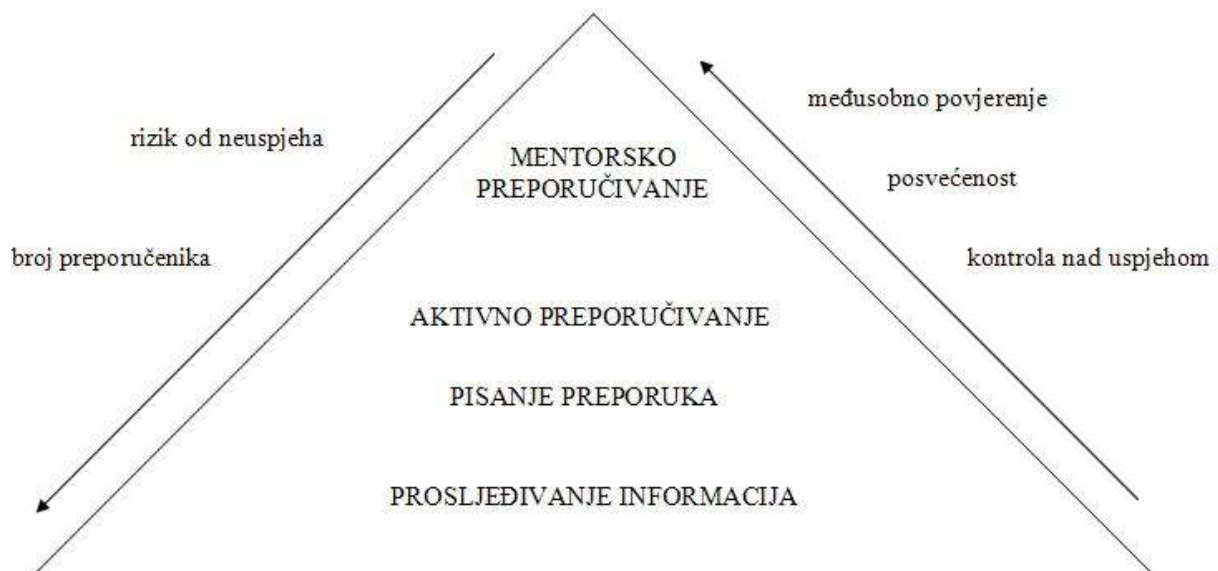 međusobno povjerenje
rizik od neuspjeha
MENTORSKO
PREPORUČIVANJE
posvećenost
broj preporučenika
kontrola nad uspjehom
AKTIVNO PREPORUČIVANJE
PISANJE PREPORUKA
PROSLJEĐIVANJE INFORMACIJA